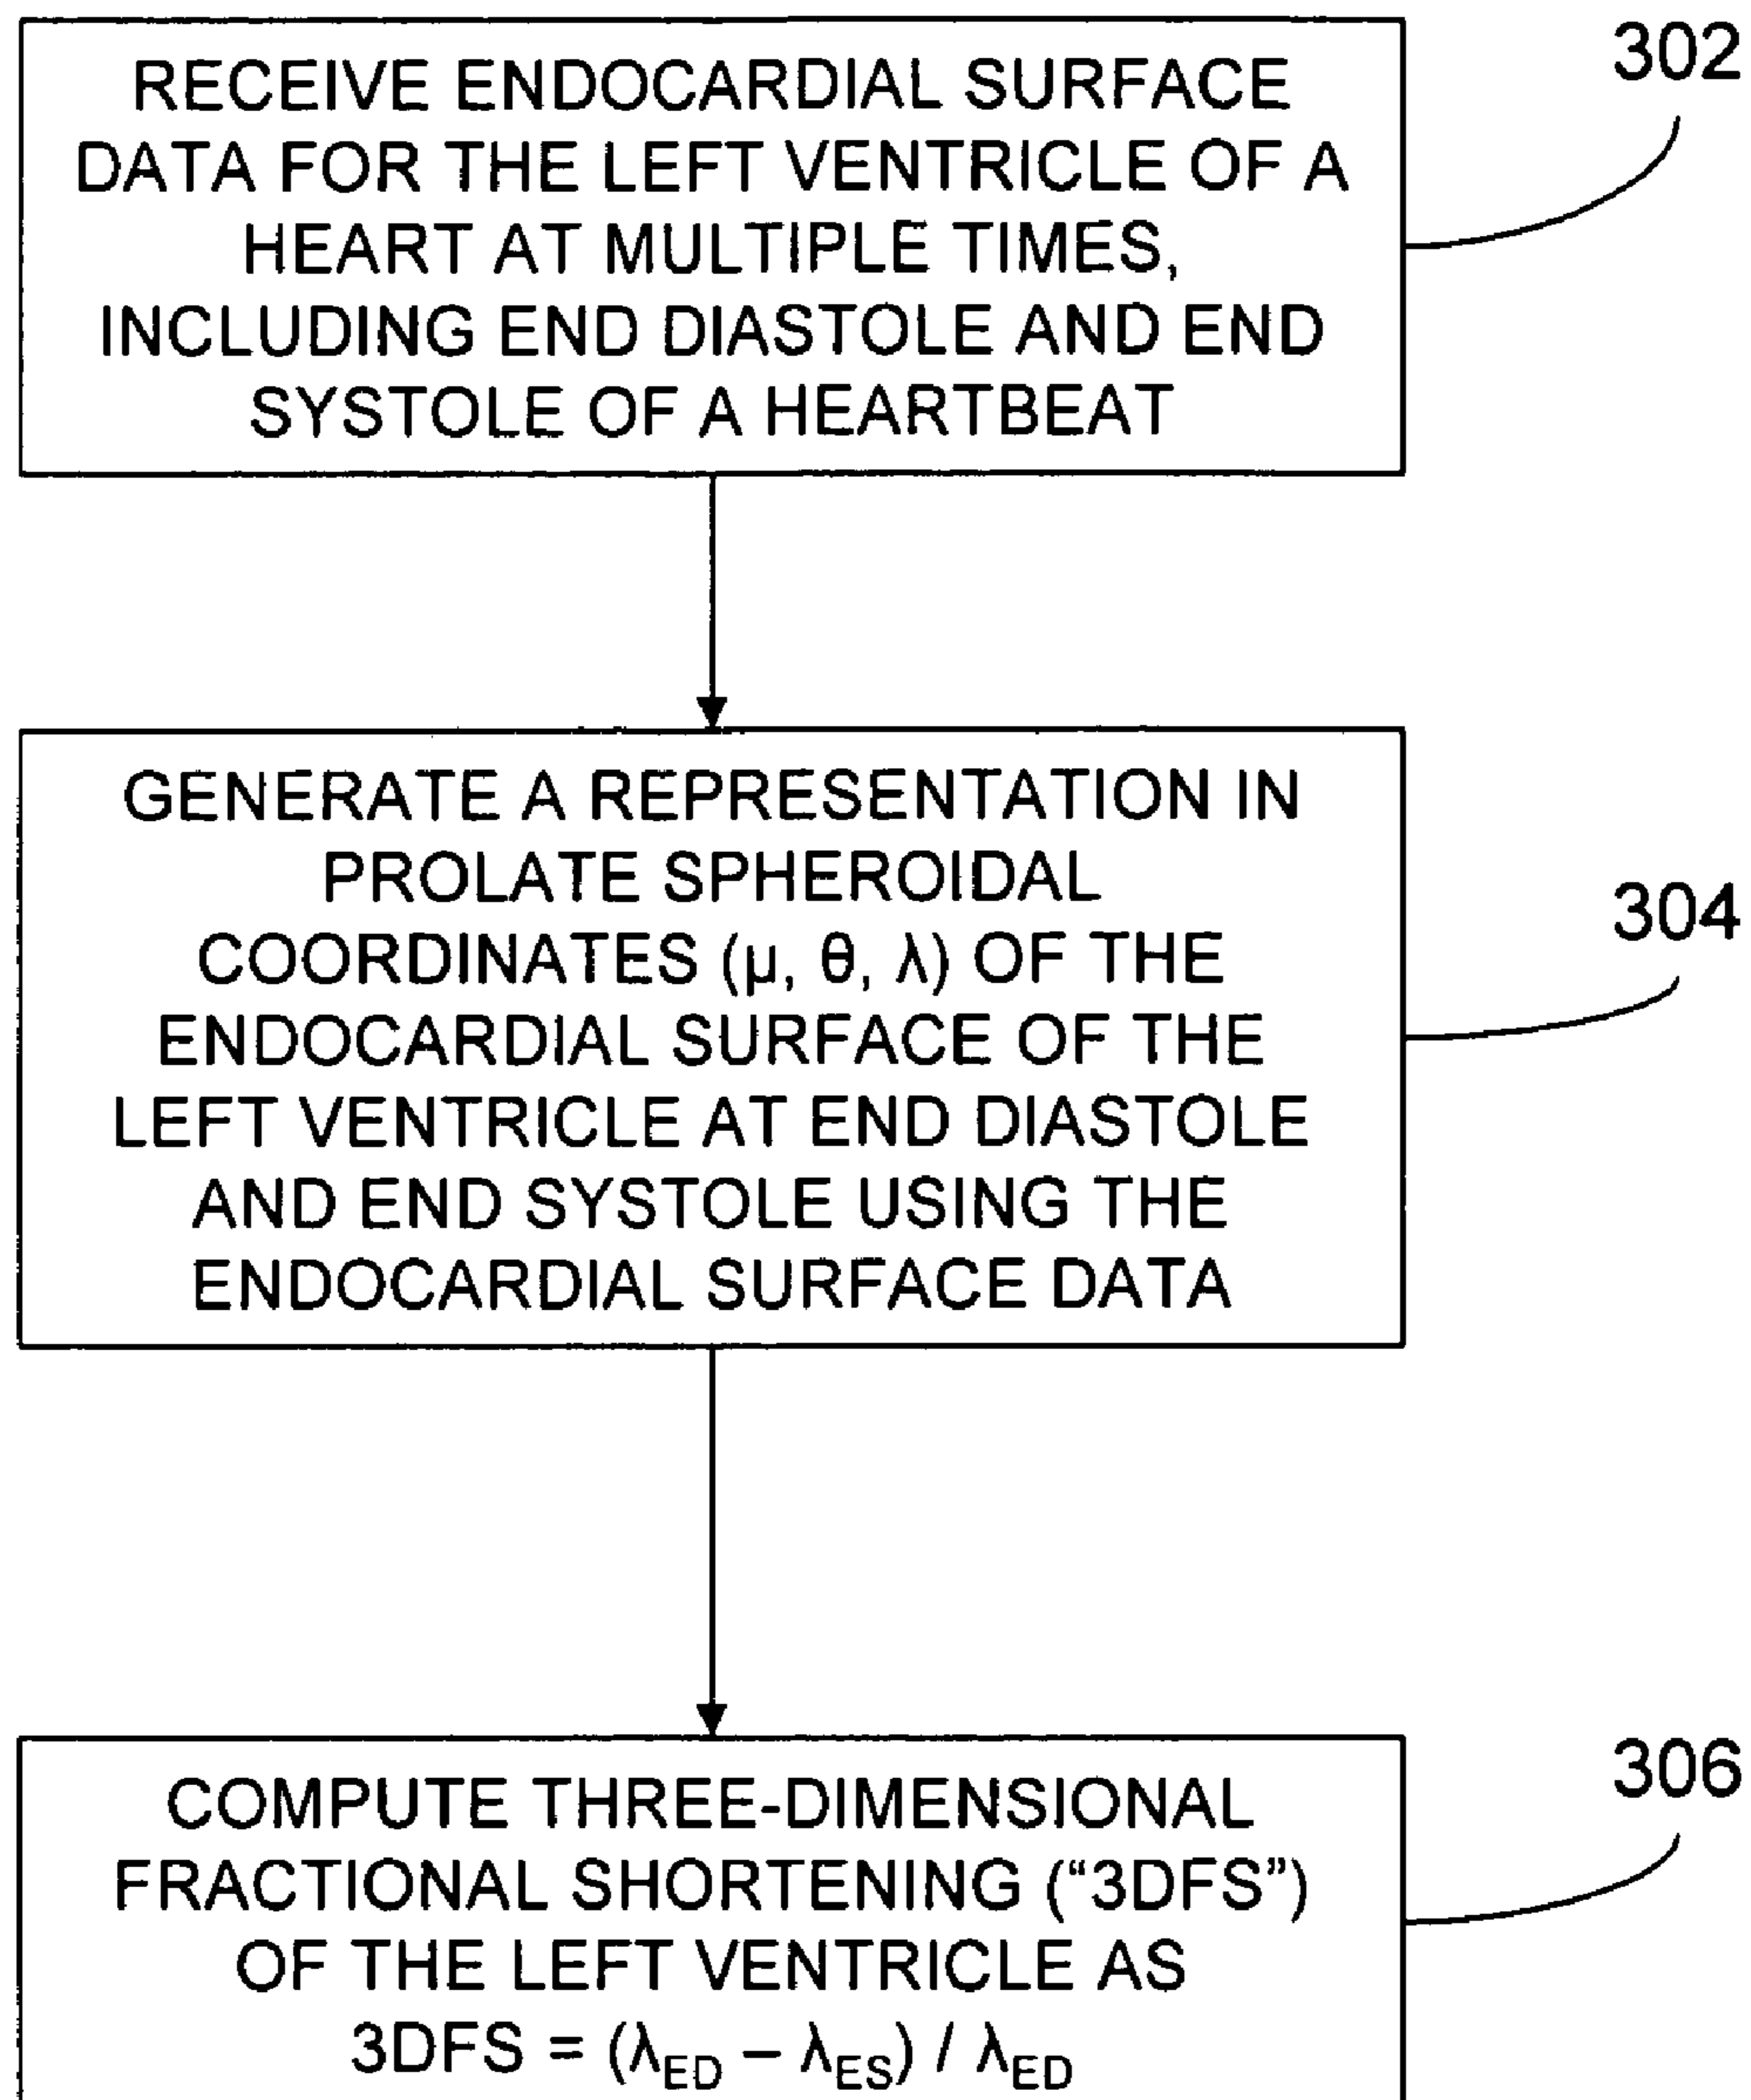 RECEIVE ENDOCARDIAL SURFACE
DATA FOR THE LEFT VENTRICLE OF A
HEART AT MULTIPLE TIMES,
INCLUDING END DIASTOLE AND END
SYSTOLE OF A HEARTBEAT
302
GENERATE A REPRESENTATION IN
PROLATE SPHEROIDAL
COORDINATES (μ, θ, λ) OF THE
ENDOCARDIAL SURFACE OF THE
LEFT VENTRICLE AT END DIASTOLE
AND END SYSTOLE USING THE
ENDOCARDIAL SURFACE DATA
304
COMPUTE THREE-DIMENSIONAL
FRACTIONAL SHORTENING (“3DFS”)
OF THE LEFT VENTRICLE AS
3DFS = (λED – λES) / λED
306